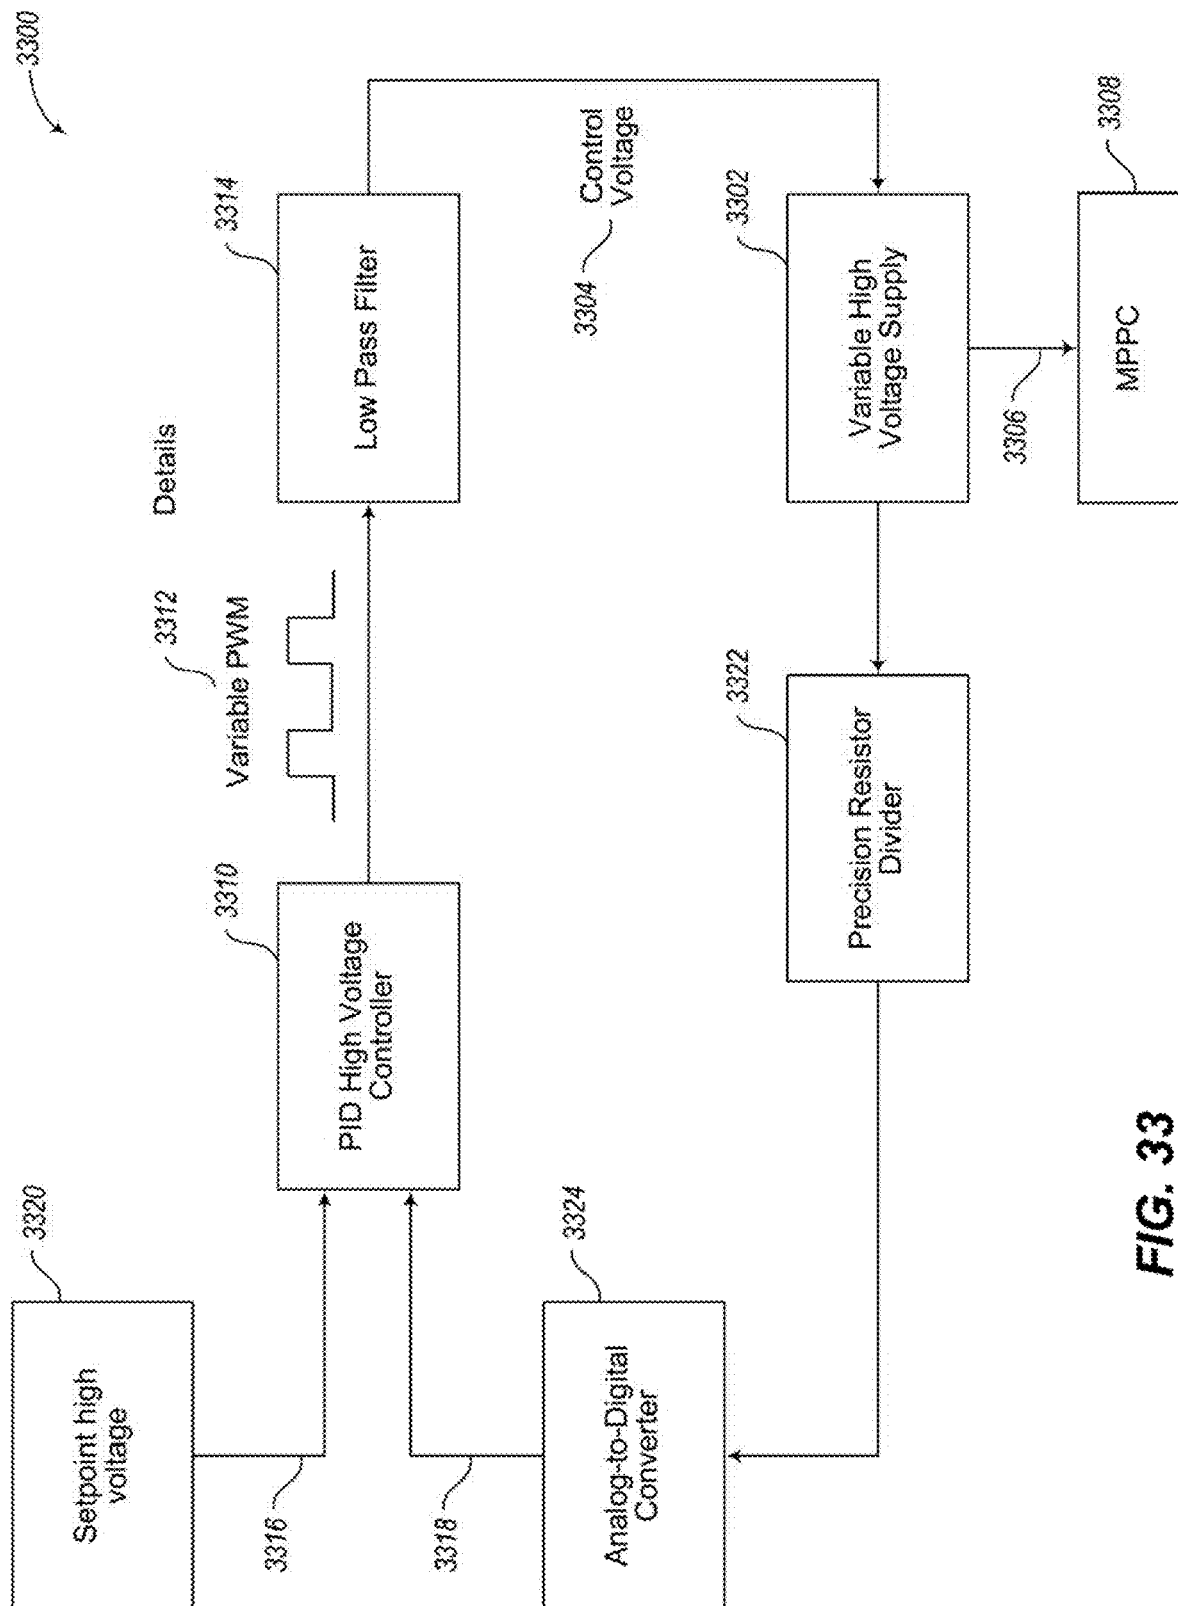 3300
Details
3320
Setpoint high
voltage
3316
3310
PID High Voltage
Controller
3312
Variable PWM
3314
Low Pass Filter
3318
3304
Control
Voltage
3324
Analog-to-Digital
Converter
3322
Precision Resistor
Divider
3302
Variable High
Voltage Supply
3306
3308
MPPC
FIG. 33